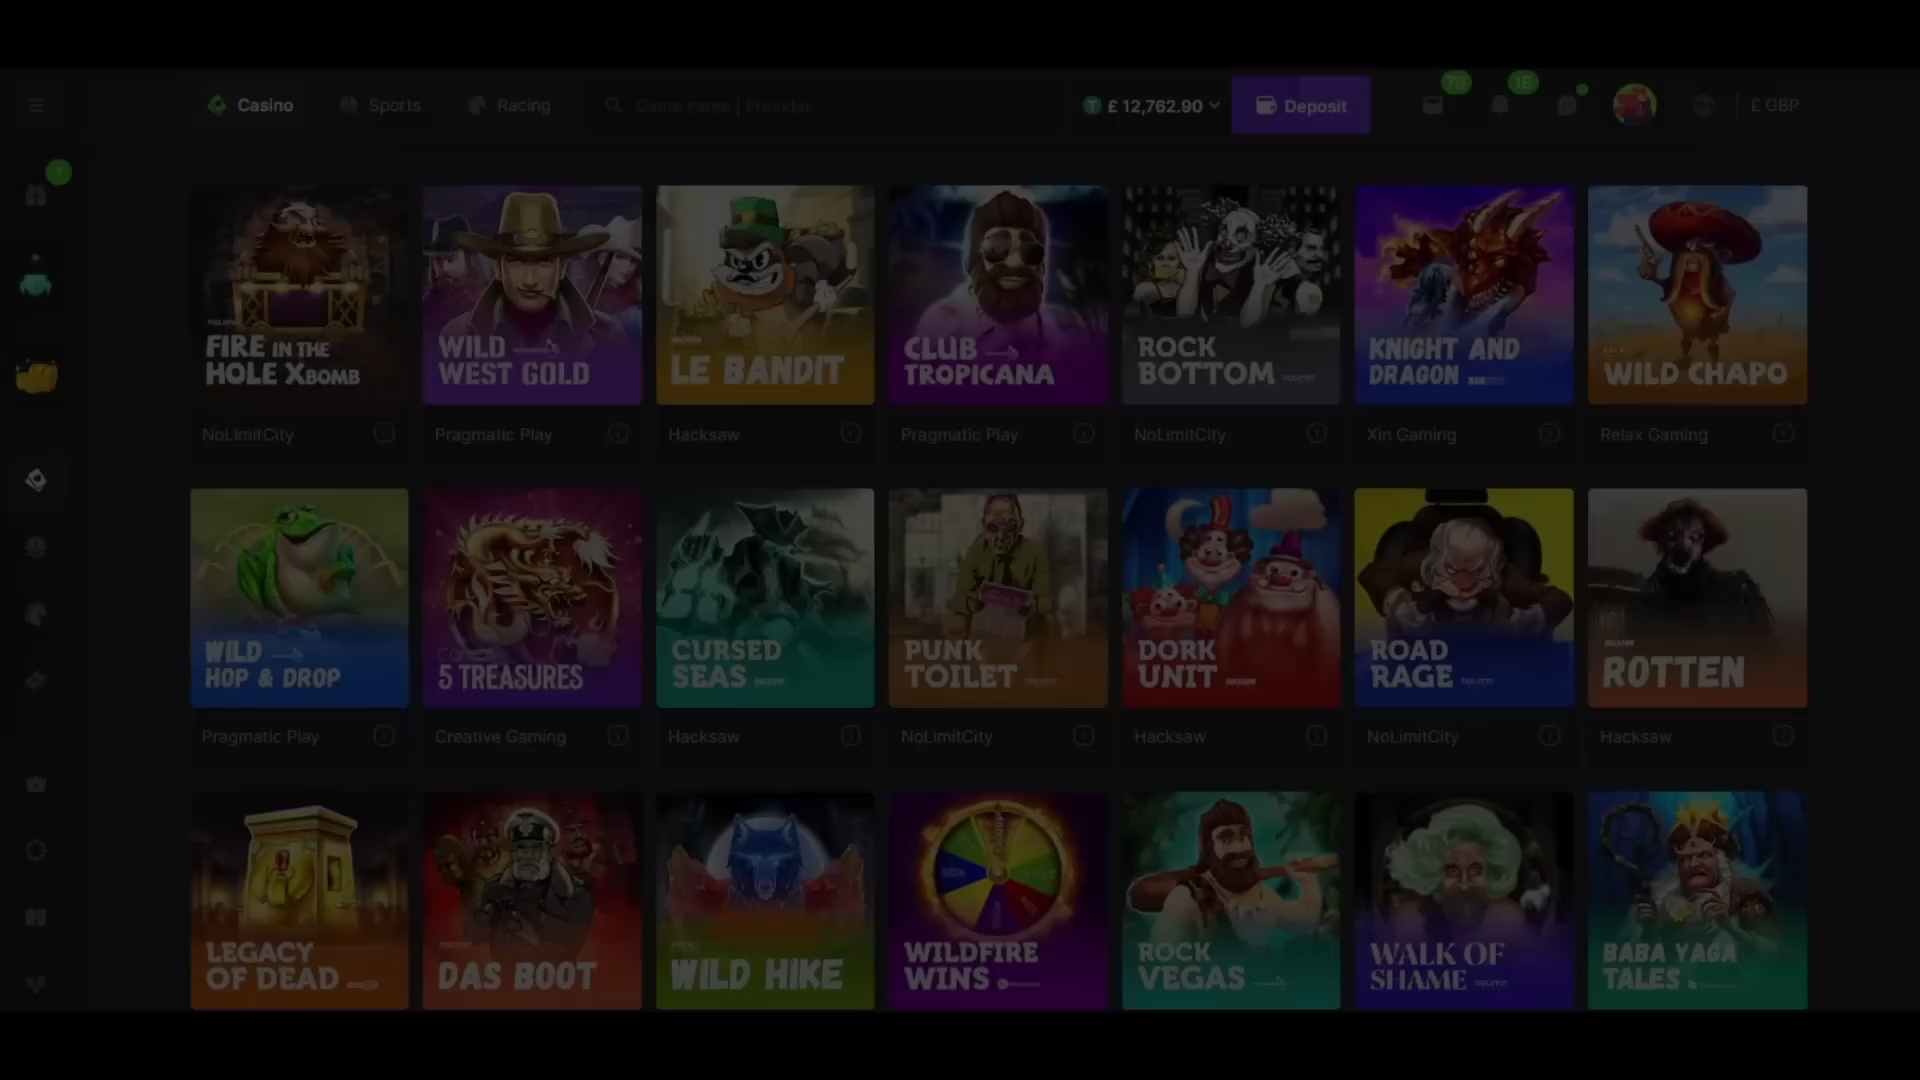 Casino
Sports
Racing
Game name | Provider
£ 12,762.90
Deposit
£ GBP
FIRE IN THE
HOLE XBOMB
WILD
WEST GOLD
LE BANDIT
CLUB
TROPICANA
ROCK
BOTTOM
KNIGHT AND
DRAGON
WILD CHAPO
NoLimitCity
Pragmatic Play
Hacksaw
Pragmatic Play
NoLimitCity
Xin Gaming
Relax Gaming
WILD
HOP & DROP
5 TREASURES
CURSED
SEAS
PUNK
TOILET
DORK
UNIT
ROAD
RAGE
ROTTEN
Pragmatic Play
Creative Gaming
Hacksaw
NoLimitCity
Hacksaw
NoLimitCity
Hacksaw
LEGACY
OF DEAD
DAS BOOT
WILD HIKE
WILDFIRE
WINS
ROCK
VEGAS
WALK OF
SHAME
BABA YAGA
TALES